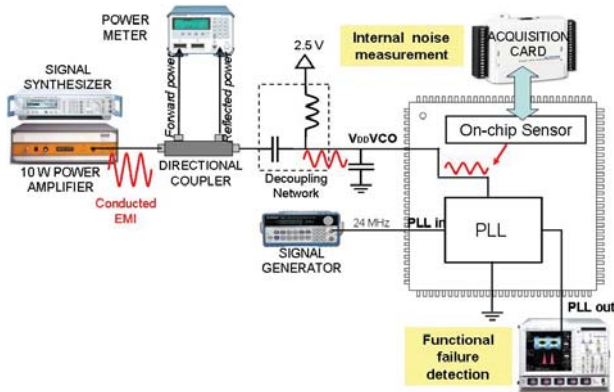 POWER
METER
2.5 V
Internal noise
measurement
ACQUISITION
CARD
SIGNAL
SYNTHESIZER
Forward power
Reflected power
VDDVCO
On-chip Sensor
10 W POWER
AMPLIFIER
DIRECTIONAL
COUPLER
Decoupling
Network
Conducted
EMI
24 MHz
PLL in
PLL
SIGNAL
GENERATOR
PLL out
Functional
failure
detection